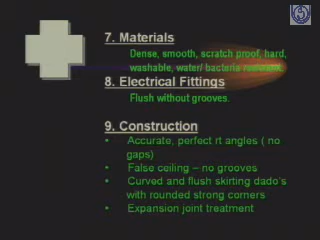 7. Materials
Dense, smooth, scratch proof, hard,
washable, water/ bacteria resistant.
8. Electrical Fittings
Flush without grooves.
9. Construction
• Accurate, perfect rt angles ( no
gaps)
• False ceiling – no grooves
• Curved and flush skirting dado's
with rounded strong corners
• Expansion joint treatment